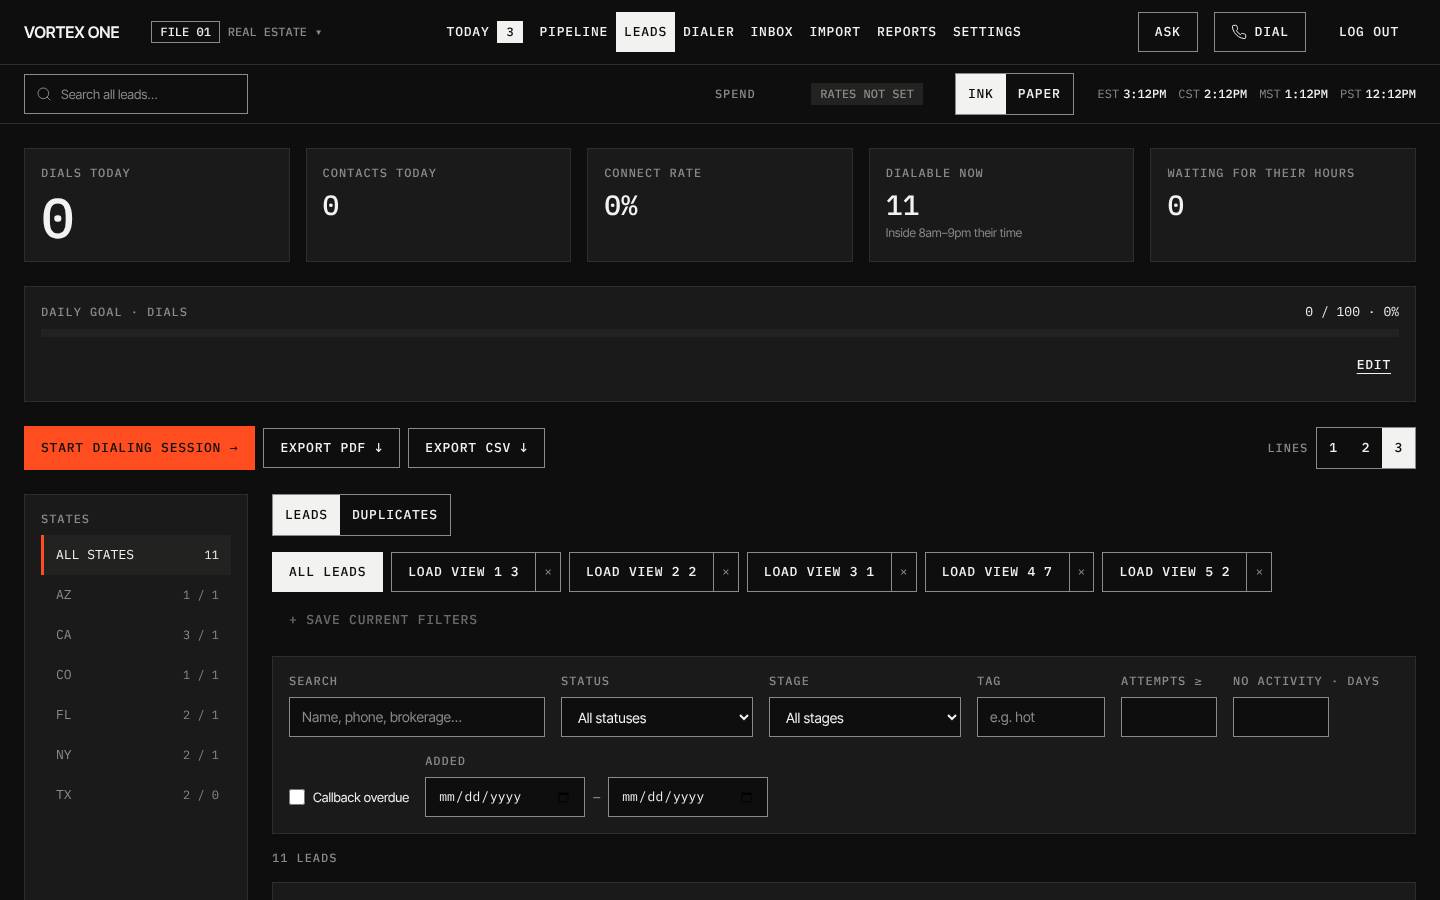 VORTEX ONE FILE 01 REAL ESTATE ▾ TODAY 3 PIPELINE LEADS DIALER INBOX IMPORT REPORTS SETTINGS ASK DIAL LOG OUT
Search all leads... SPEND RATES NOT SET INK PAPER EST 3:12PM CST 2:12PM MST 1:12PM PST 12:12PM
DIALS TODAY CONTACTS TODAY CONNECT RATE DIALABLE NOW WAITING FOR THEIR HOURS
0 0 0% 11 0
Inside 8am–9pm their time
DAILY GOAL · DIALS 0 / 100 · 0%
EDIT
START DIALING SESSION → EXPORT PDF ↓ EXPORT CSV ↓ LINES 1 2 3
STATES
ALL STATES 11
AZ 1 / 1
CA 3 / 1
CO 1 / 1
FL 2 / 1
NY 2 / 1
TX 2 / 0
LEADS DUPLICATES
ALL LEADS LOAD VIEW 1 3 × LOAD VIEW 2 2 × LOAD VIEW 3 1 × LOAD VIEW 4 7 × LOAD VIEW 5 2 ×
+ SAVE CURRENT FILTERS
SEARCH STATUS STAGE TAG ATTEMPTS ≥ NO ACTIVITY · DAYS
Name, phone, brokerage... All statuses All stages e.g. hot
ADDED
Callback overdue mm/dd/yyyy – mm/dd/yyyy
11 LEADS